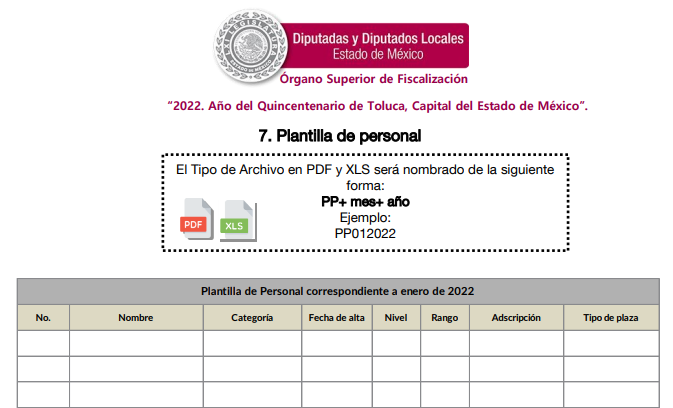 Diputadas y Diputados Locales
Estado de México
Órgano Superior de Fiscalización
“2022. Año del Quincentenario de Toluca, Capital del Estado de México”.
7. Plantilla de personal
El Tipo de Archivo en PDF y XLS será nombrado de la siguiente
forma:
PP+ mes+ año
Ejemplo:
PP012022
PDF
XLS
Plantilla de Personal correspondiente a enero de 2022
No. Nombre Categoría Fecha de alta Nivel Rango Adscripción Tipo de plaza